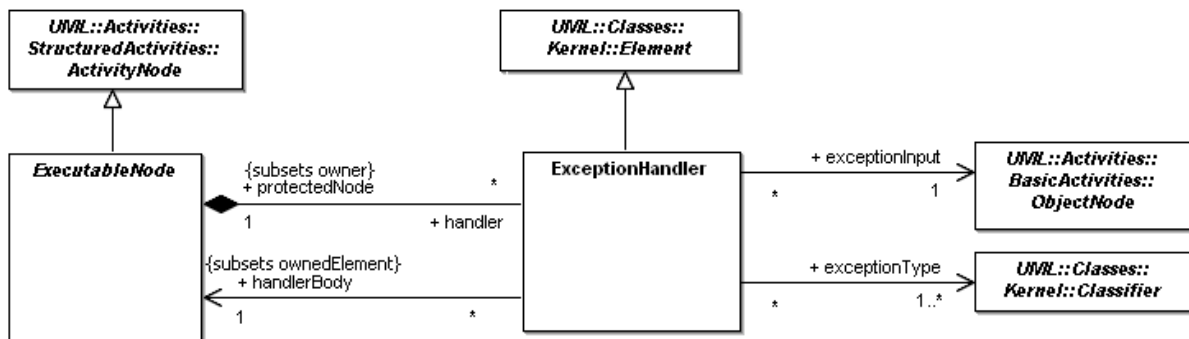 UML::Activities::
StructuredActivities::
ActivityNode
UML::Classes::
Kernel::Element
ExecutableNode
{subsets owner}
+ protectedNode
*
1
+ handler
{subsets ownedElement}
+ handlerBody
1
*
ExceptionHandler
+ exceptionInput
*
1
UML::Activities::
BasicActivities::
ObjectNode
+ exceptionType
*
1..*
UML::Classes::
Kernel::Classifier